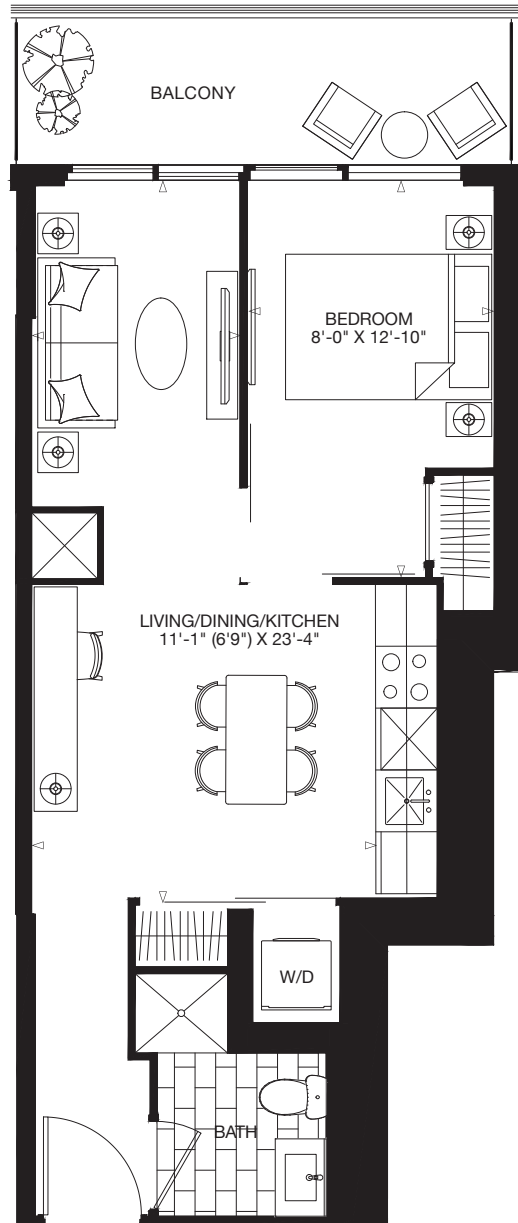 BALCONY
BEDROOM
8'-0" X 12'-10"
LIVING/DINING/KITCHEN
11'-1" (6'9") X 23'-4"
W/D
BATH